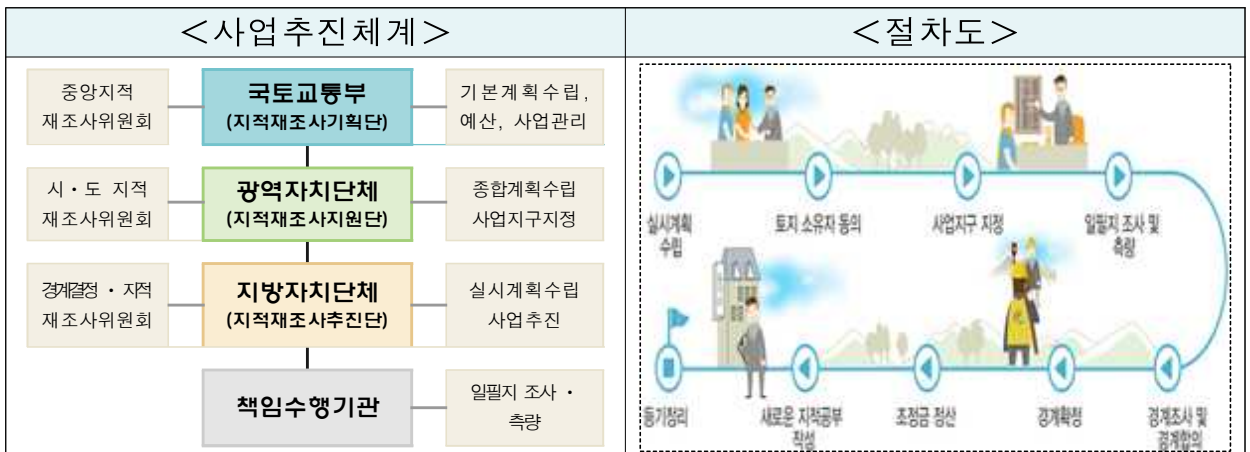 <사업추진체계>
<절차도>
중앙지적
재조사위원회
국토교통부
(지적재조사기획단)
기본계획수립,
예산, 사업관리
시・도 지적
재조사위원회
광역자치단체
(지적재조사지원단)
종합계획수립
사업지구지정
경계결정・지적
재조사위원회
지방자치단체
(지적재조사추진단)
실시계획수립
사업추진
책임수행기관
일필지 조사・
측량
실시계획
수립
토지 소유자 동의
사업지구 지정
일필지 조사 및
측량
경계조사 및
경계합의
경계확정
조정금 정산
새로운 지적공부
작성
등기정리